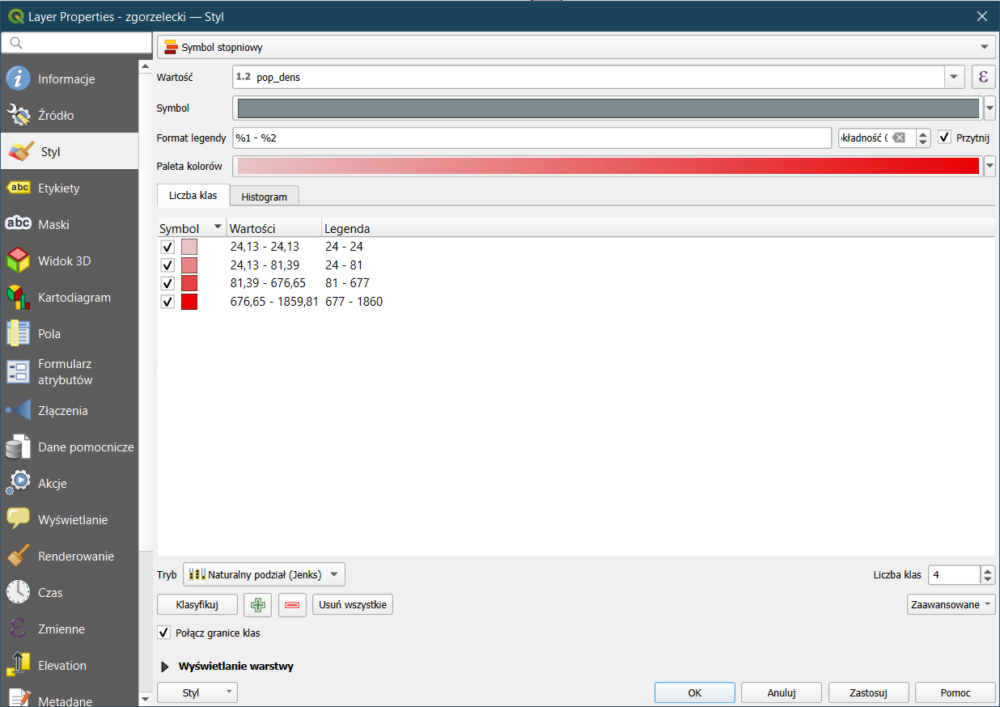 Layer Properties - zgorzelecki — Styl
Symbol stopniowy
Informacje
Źródło
Styl
Etykiety
Maski
Widok 3D
Kartodiagram
Pola
Formularz
atrybutów
Złączenia
Dane pomocnicze
Akcje
Wyświetlanie
Renderowanie
Czas
Zmienne
Elevation
Metadane
abc
abc
Wartość 1.2 pop_dens ε
Symbol
Format legendy %1 - %2 kładność 0 Przytnij
Paleta kolorów
Liczba klas Histogram
Symbol Wartości Legenda
24,13 - 24,13 24 - 24
24,13 - 81,39 24 - 81
81,39 - 676,65 81 - 677
676,65 - 1859,81 677 - 1860
Tryb Naturalny podział (Jenks) Liczba klas 4
Klasyfikuj Usuń wszystkie Zaawansowane
Połącz granice klas
Wyświetlanie warstwy
Styl OK Anuluj Zastosuj Pomoc